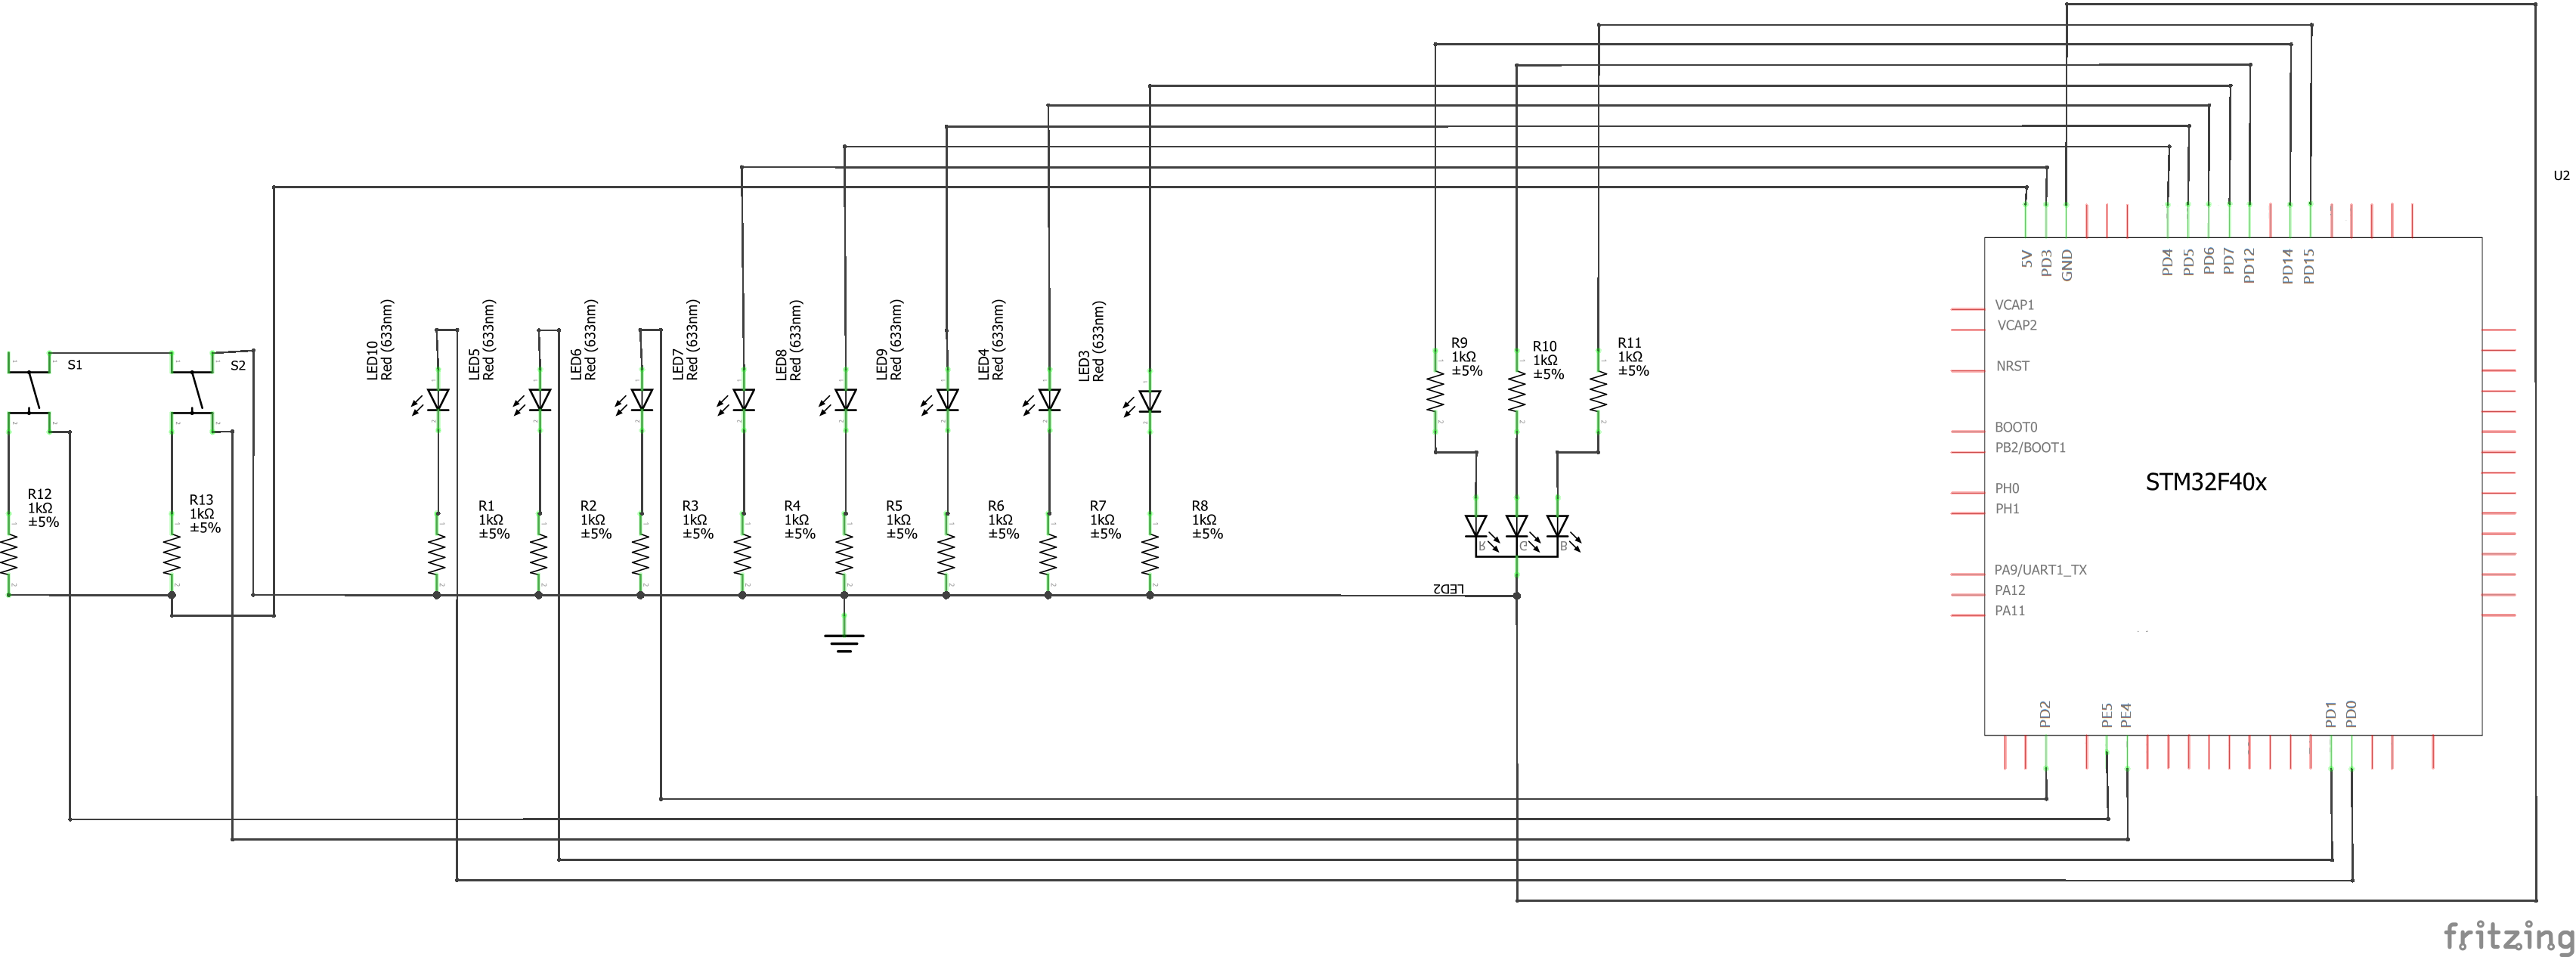 U2
5V
PD3
GND
PD4
PD5
PD6
PD7
PD12
PD14
PD15
VCAP1
VCAP2
NRST
BOOT0
PB2/BOOT1
PH0
PH1
PA9/UART1_TX
PA12
PA11
STM32F40x
PD2
PE5
PE4
PD1
PD0
S1
S2
LED10
Red (633nm)
LED5
Red (633nm)
LED6
Red (633nm)
LED7
Red (633nm)
LED8
Red (633nm)
LED9
Red (633nm)
LED4
Red (633nm)
LED3
Red (633nm)
R9
1kΩ
±5%
R10
1kΩ
±5%
R11
1kΩ
±5%
R12
1kΩ
±5%
R13
1kΩ
±5%
R1
1kΩ
±5%
R2
1kΩ
±5%
R3
1kΩ
±5%
R4
1kΩ
±5%
R5
1kΩ
±5%
R6
1kΩ
±5%
R7
1kΩ
±5%
R8
1kΩ
±5%
R
G
B
LED2
fritzing